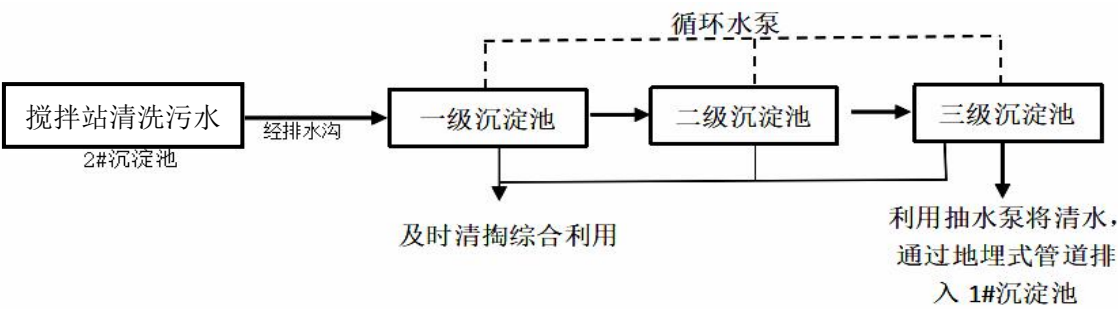 循环水泵
搅拌站清洗污水
2#沉淀池
经排水沟
一级沉淀池
二级沉淀池
三级沉淀池
及时清掏综合利用
利用抽水泵将清水，
通过地埋式管道排
入 1#沉淀池